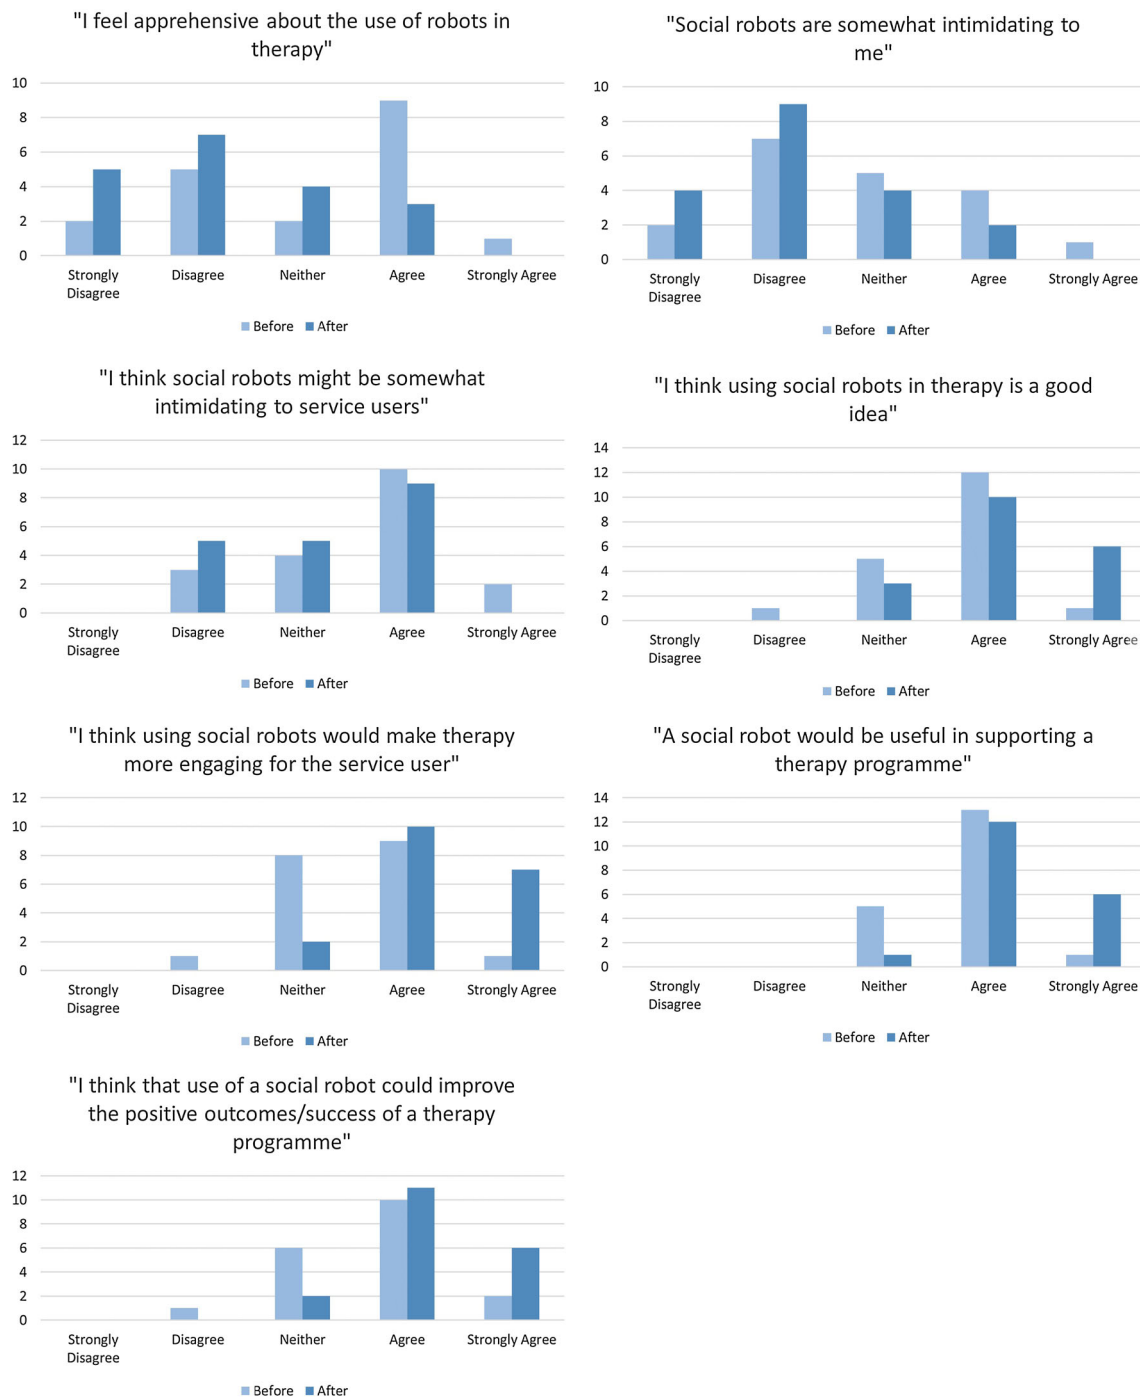 "I feel apprehensive about the use of robots in
therapy"
10
8
6
4
2
0
Strongly
Disagree
Disagree
Neither
Agree
Strongly Agree
Before
After
"Social robots are somewhat intimidating to
me"
10
8
6
4
2
0
Strongly
Disagree
Disagree
Neither
Agree
Strongly Agree
Before
After
"I think social robots might be somewhat
intimidating to service users"
12
10
8
6
4
2
0
Strongly
Disagree
Disagree
Neither
Agree
Strongly Agree
Before
After
"I think using social robots in therapy is a good
idea"
14
12
10
8
6
4
2
0
Strongly
Disagree
Disagree
Neither
Agree
Strongly Agree
Before
After
"I think using social robots would make therapy
more engaging for the service user"
12
10
8
6
4
2
0
Strongly
Disagree
Disagree
Neither
Agree
Strongly Agree
Before
After
"A social robot would be useful in supporting a
therapy programme"
14
12
10
8
6
4
2
0
Strongly
Disagree
Disagree
Neither
Agree
Strongly Agree
Before
After
"I think that use of a social robot could improve
the positive outcomes/success of a therapy
programme"
12
10
8
6
4
2
0
Strongly
Disagree
Disagree
Neither
Agree
Strongly Agree
Before
After